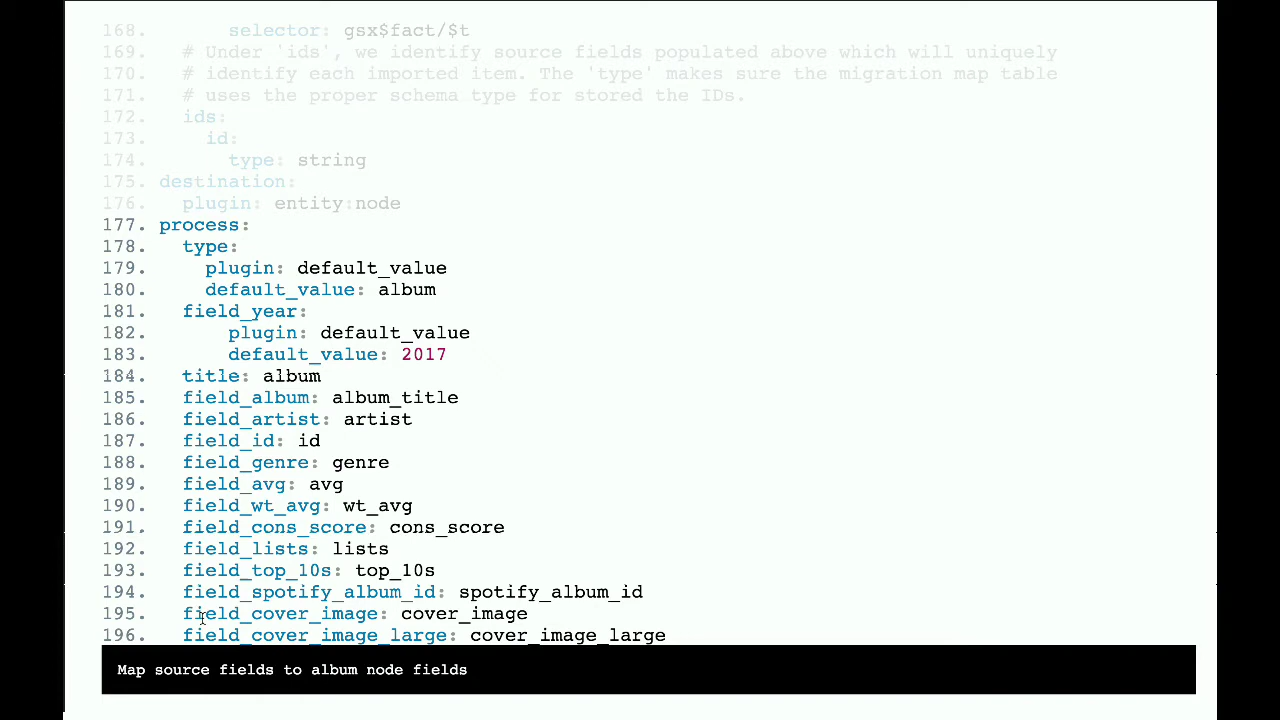 168. selector: gsx$fact/$t
169. # Under 'ids', we identify source fields populated above which will uniquely
170. # identify each imported item. The 'type' makes sure the migration map table
171. # uses the proper schema type for stored the IDs.
172. ids:
173. id:
174. type: string
175. destination:
176. plugin: entity:node
177. process:
178. type:
179. plugin: default_value
180. default_value: album
181. field_year:
182. plugin: default_value
183. default_value: 2017
184. title: album
185. field_album: album_title
186. field_artist: artist
187. field_id: id
188. field_genre: genre
189. field_avg: avg
190. field_wt_avg: wt_avg
191. field_cons_score: cons_score
192. field_lists: lists
193. field_top_10s: top_10s
194. field_spotify_album_id: spotify_album_id
195. field_cover_image: cover_image
196. field_cover_image_large: cover_image_large
Map source fields to album node fields